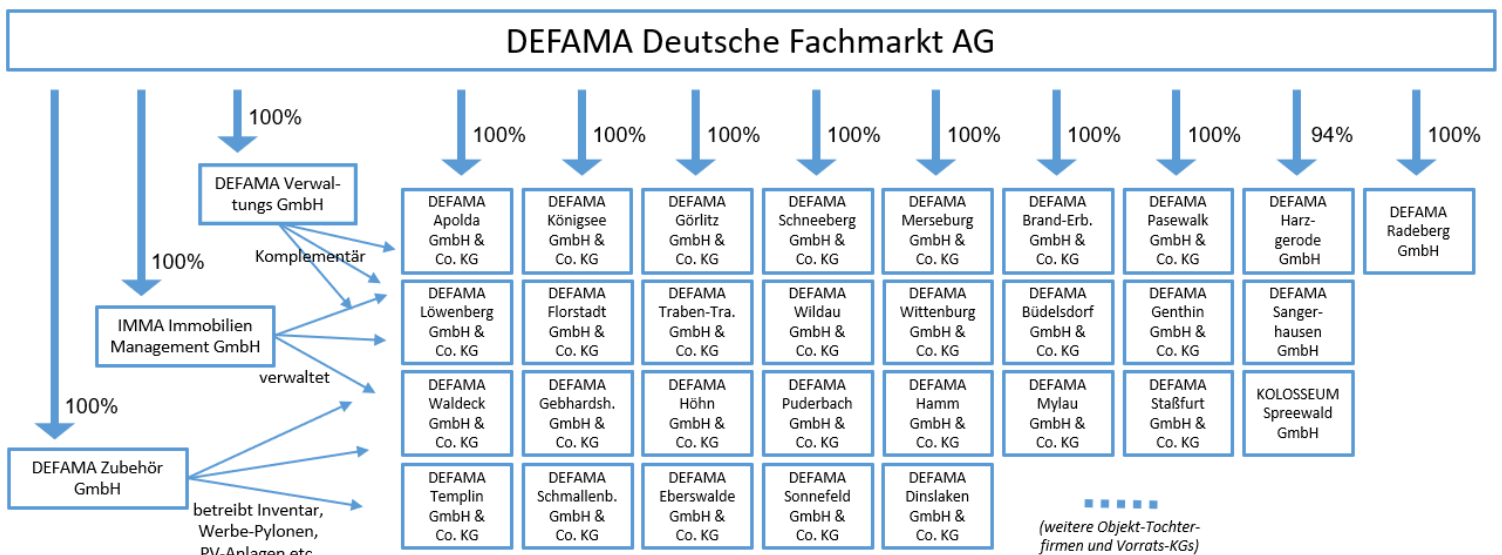 DEFAMA Deutsche Fachmarkt AG
100%
100%
100%
100%
100%
100%
100%
100%
94%
100%
DEFAMA Verwal-
tungs GmbH
Komplementär
100%
IMMA Immobilien
Management GmbH
verwaltet
100%
DEFAMA Zubehör
GmbH
betreibt Inventar,
Werbe-Pylonen,
PV-Anlagen etc.
DEFAMA
Apolda
GmbH &
Co. KG
DEFAMA
Königsee
GmbH &
Co. KG
DEFAMA
Görlitz
GmbH &
Co. KG
DEFAMA
Schneeberg
GmbH &
Co. KG
DEFAMA
Merseburg
GmbH &
Co. KG
DEFAMA
Brand-Erb.
GmbH &
Co. KG
DEFAMA
Pasewalk
GmbH &
Co. KG
DEFAMA
Harz-
gerode
GmbH
DEFAMA
Radeberg
GmbH
DEFAMA
Löwenberg
GmbH &
Co. KG
DEFAMA
Florstadt
GmbH &
Co. KG
DEFAMA
Traben-Tra.
GmbH &
Co. KG
DEFAMA
Wildau
GmbH &
Co. KG
DEFAMA
Wittenburg
GmbH &
Co. KG
DEFAMA
Büdelsdorf
GmbH &
Co. KG
DEFAMA
Genthin
GmbH &
Co. KG
DEFAMA
Sanger-
hausen
GmbH
DEFAMA
Waldeck
GmbH &
Co. KG
DEFAMA
Gebhardsh.
GmbH &
Co. KG
DEFAMA
Höhn
GmbH &
Co. KG
DEFAMA
Puderbach
GmbH &
Co. KG
DEFAMA
Hamm
GmbH &
Co. KG
DEFAMA
Mylau
GmbH &
Co. KG
DEFAMA
Staßfurt
GmbH &
Co. KG
KOLOSSEUM
Spreewald
GmbH
DEFAMA
Templin
GmbH &
Co. KG
DEFAMA
Schmallenb.
GmbH &
Co. KG
DEFAMA
Eberswalde
GmbH &
Co. KG
DEFAMA
Sonnefeld
GmbH &
Co. KG
DEFAMA
Dinslaken
GmbH &
Co. KG
(weitere Objekt-Tochter-
firmen und Vorrats-KGs)